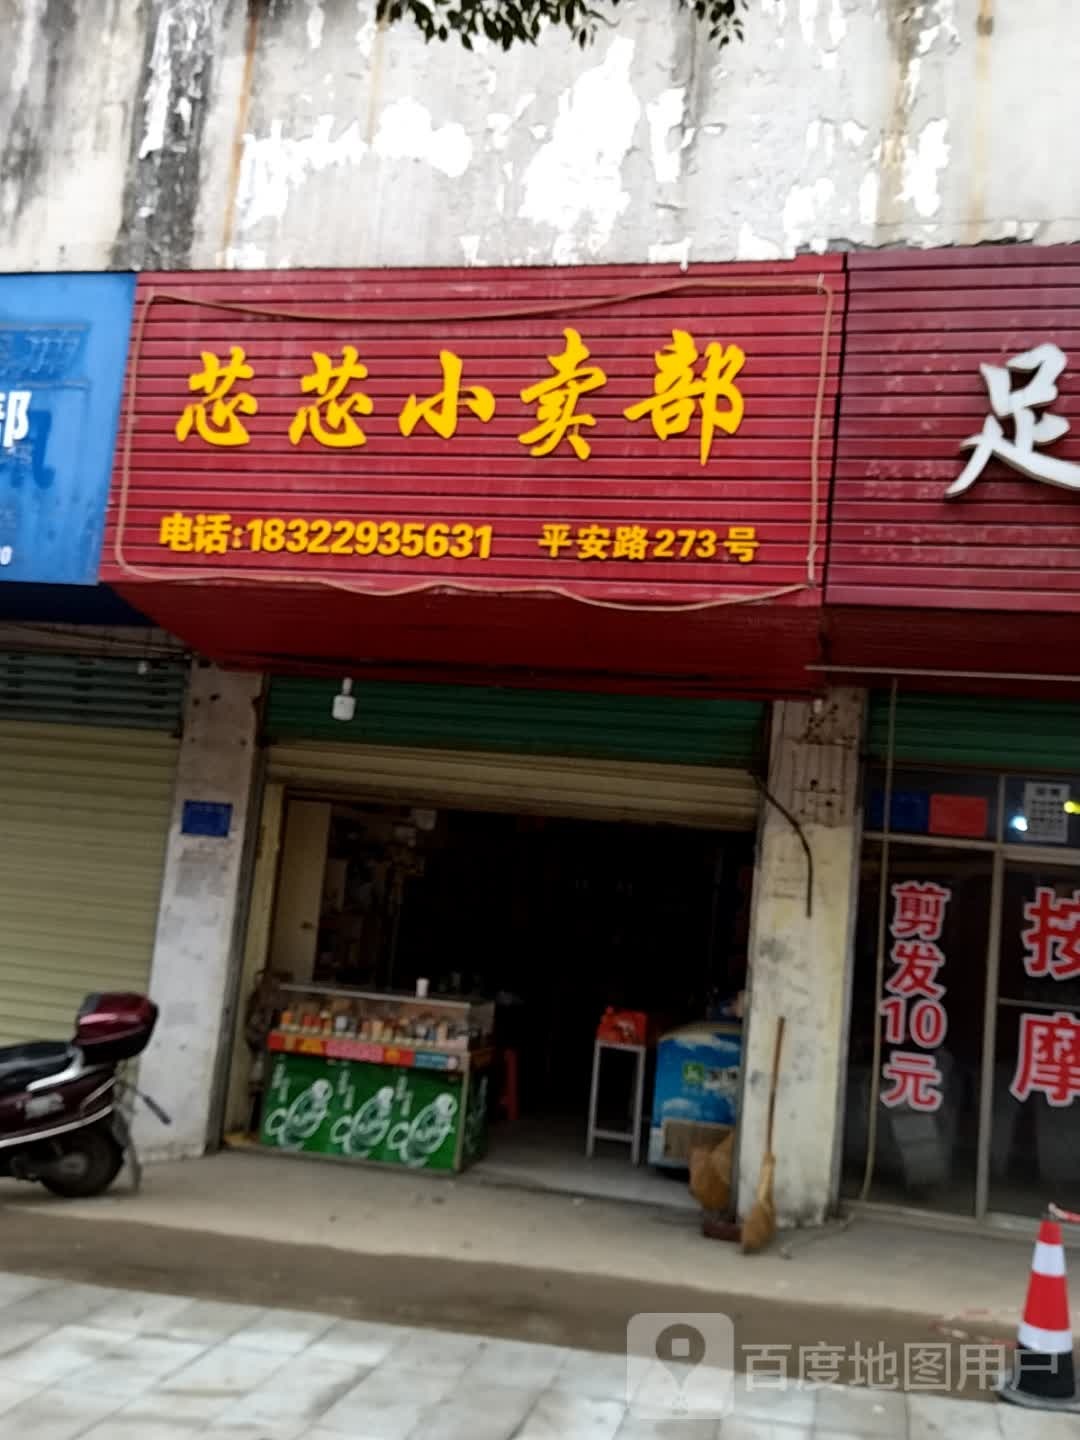 芯芯小卖部
电话:18322935631 平安路273号
部
足
剪发10元
按摩
百度地图用户